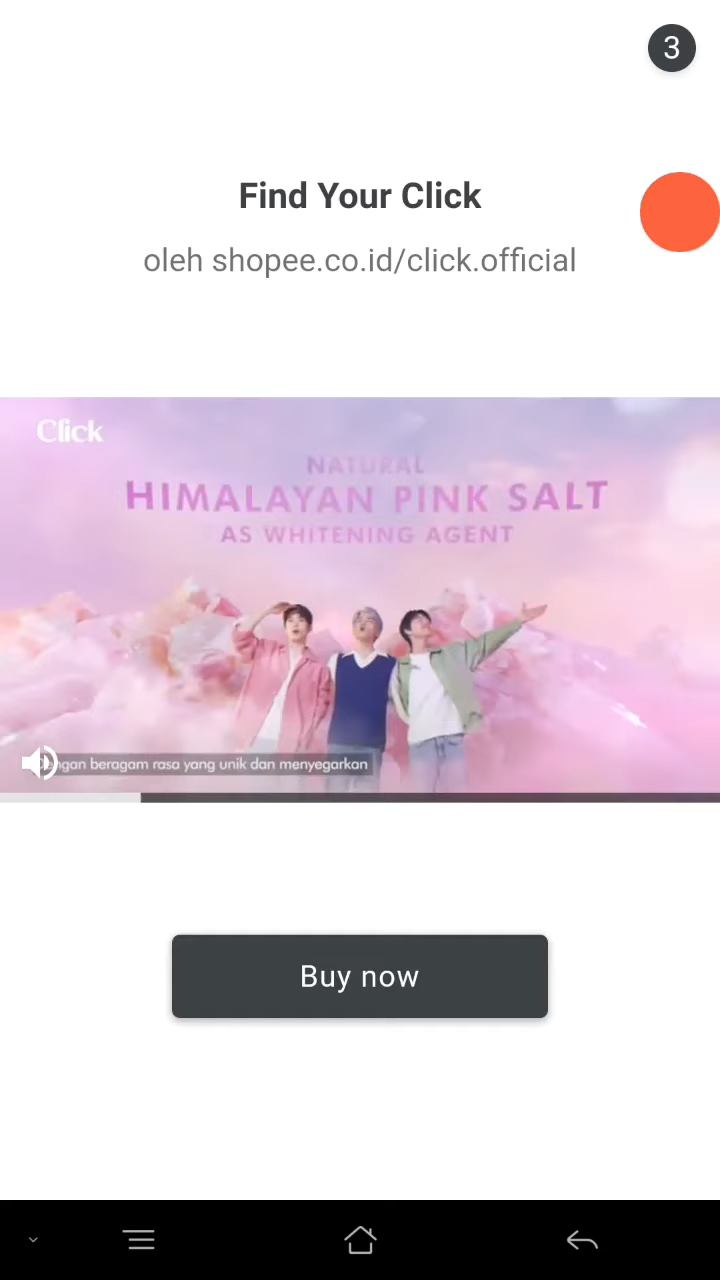 3
Find Your Click
oleh shopee.co.id/click.official
Click
NATURAL
HIMALAYAN PINK SALT
AS WHITENING AGENT
Dengan beragam rasa yang unik dan menyegarkan
Buy now